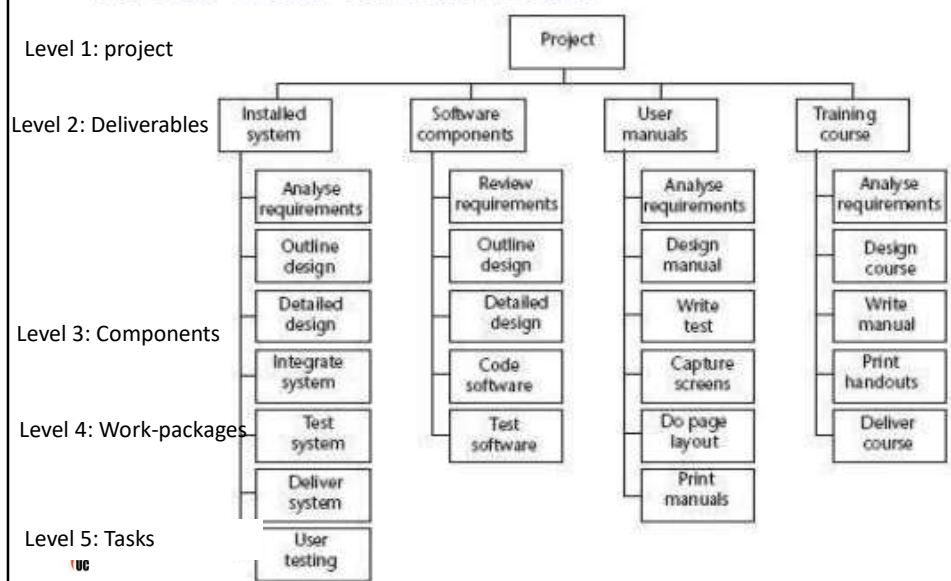 Level 1: project
Project
Level 2: Deliverables
Installed
system
Software
components
User
manuals
Training
course
Analyse
requirements
Outline
design
Detailed
design
Integrate
system
Test
system
Deliver
system
User
testing
Review
requirements
Outline
design
Detailed
design
Code
software
Test
software
Analyse
requirements
Design
manual
Write
test
Capture
screens
Do page
layout
Print
manuals
Analyse
requirements
Design
course
Write
manual
Print
handouts
Deliver
course
Level 3: Components
Level 4: Work-packages
Level 5: Tasks
UC